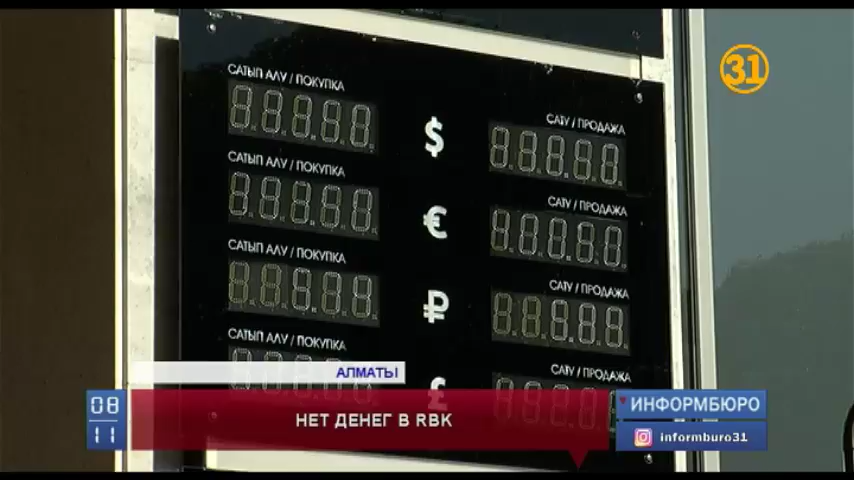 31
САТЫП АЛУ / ПОКУПКА
$
САТУ / ПРОДАЖА
САТЫП АЛУ / ПОКУПКА
€
САТУ / ПРОДАЖА
САТЫП АЛУ / ПОКУПКА
₽
САТУ / ПРОДАЖА
САТЫП АЛУ / ПОКУПКА
£
САТУ / ПРОДАЖА
АЛМАТЫ
08
11
НЕТ ДЕНЕГ В RBK
ИНФОРМБЮРО
informburo31